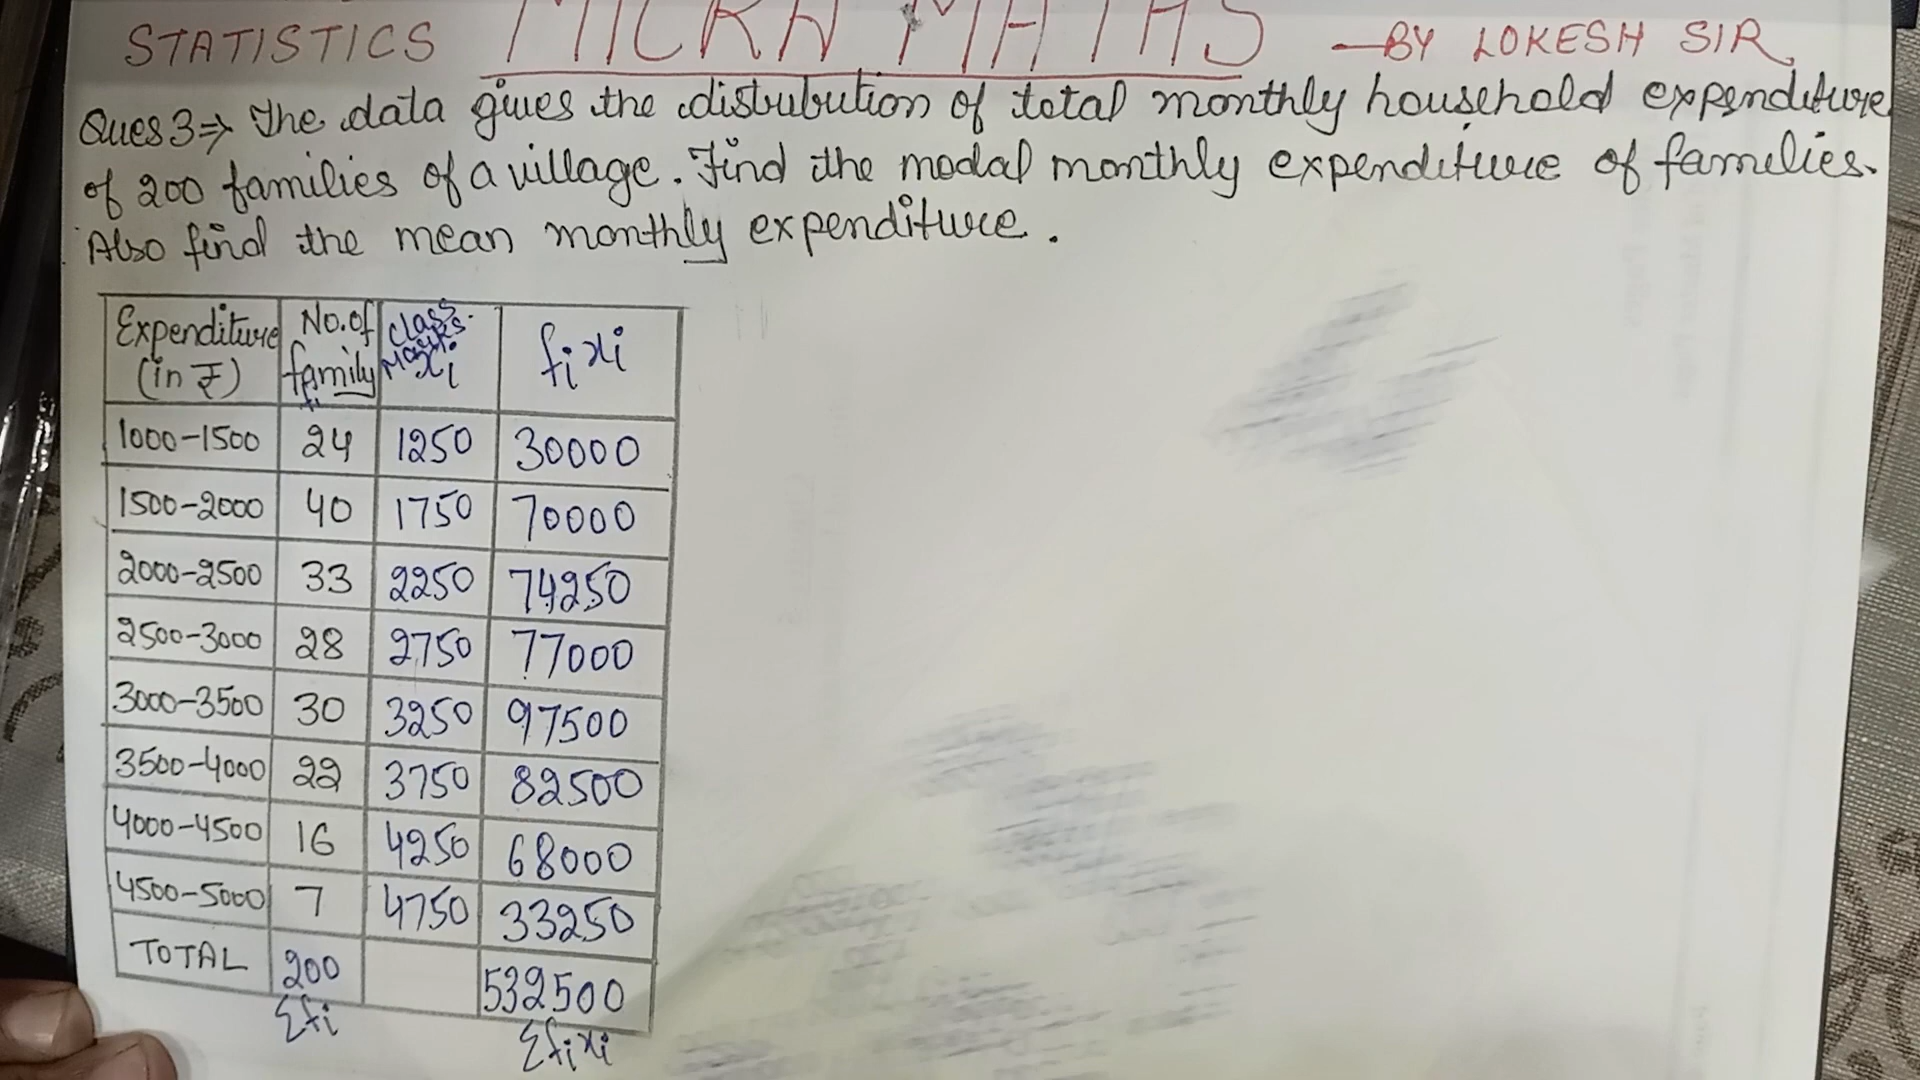 STATISTICS MICRA MATHS —BY LOKESH SIR
Ques 3⇒ The data gives the distribution of total monthly household expenditure
of 200 families of a village. Find the modal monthly expenditure of families.
Also find the mean monthly expenditure.
Expenditure (in ₹) No. of family fi Class Marks. xi fixi
1000-1500 24 1250 30000
1500-2000 40 1750 70000
2000-2500 33 2250 74250
2500-3000 28 2750 77000
3000-3500 30 3250 97500
3500-4000 22 3750 82500
4000-4500 16 4250 68000
4500-5000 7 4750 33250
TOTAL 200 532500
Σfi Σfixi